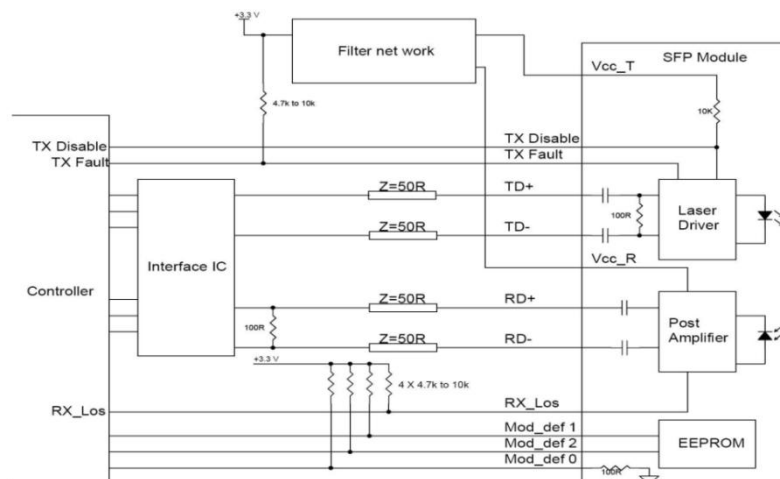 +3.3 V
Filter net work
SFP Module
Vcc_T
4.7k to 10k
10K
TX Disable
TX Disable
TX Fault
TX Fault
Z=50R
TD+
100R
Laser
Driver
Z=50R
TD-
Interface IC
Vcc_R
Controller
Z=50R
RD+
100R
Post
Amplifier
Z=50R
RD-
+3.3 V
4 X 4.7k to 10k
RX_Los
RX_Los
Mod_def 1
Mod_def 2
EEPROM
Mod_def 0
100R